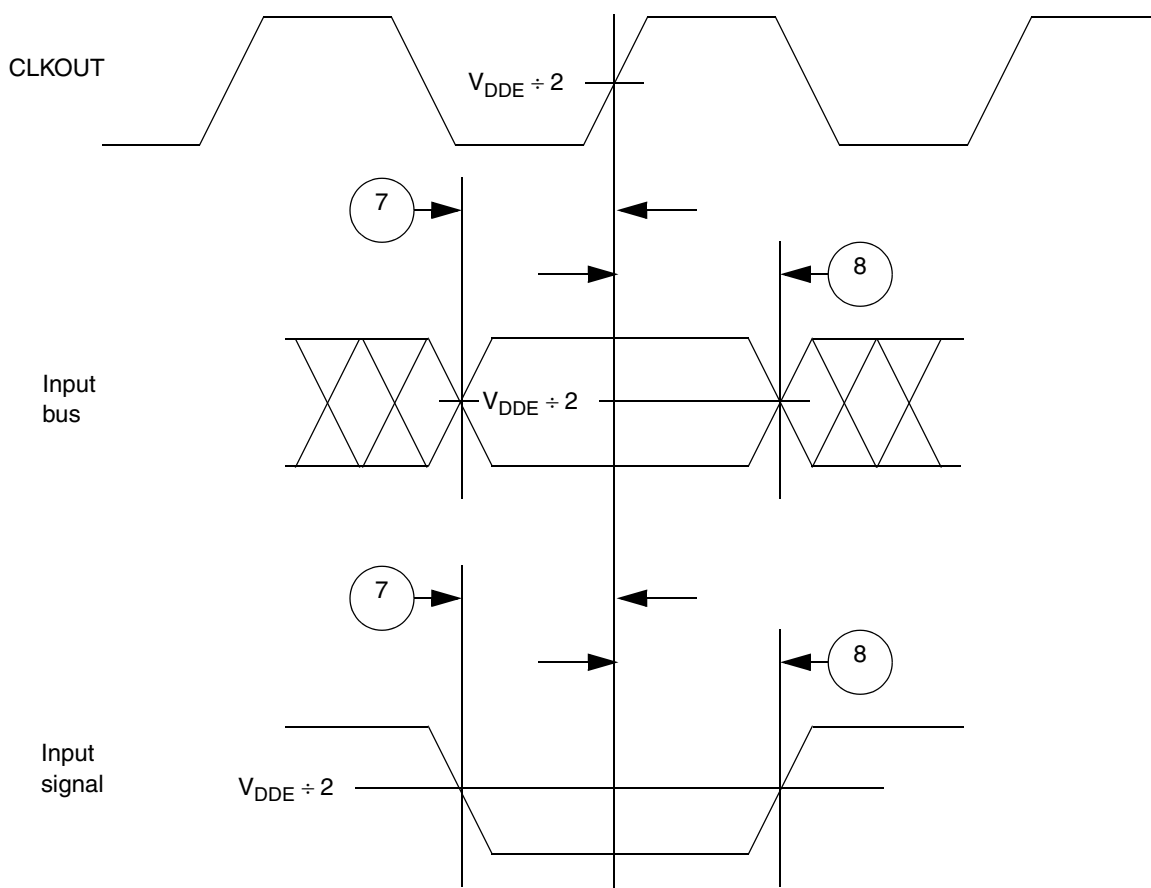 CLKOUT
VDDE ÷ 2
7
8
Input
bus
VDDE ÷ 2
7
8
Input
signal
VDDE ÷ 2